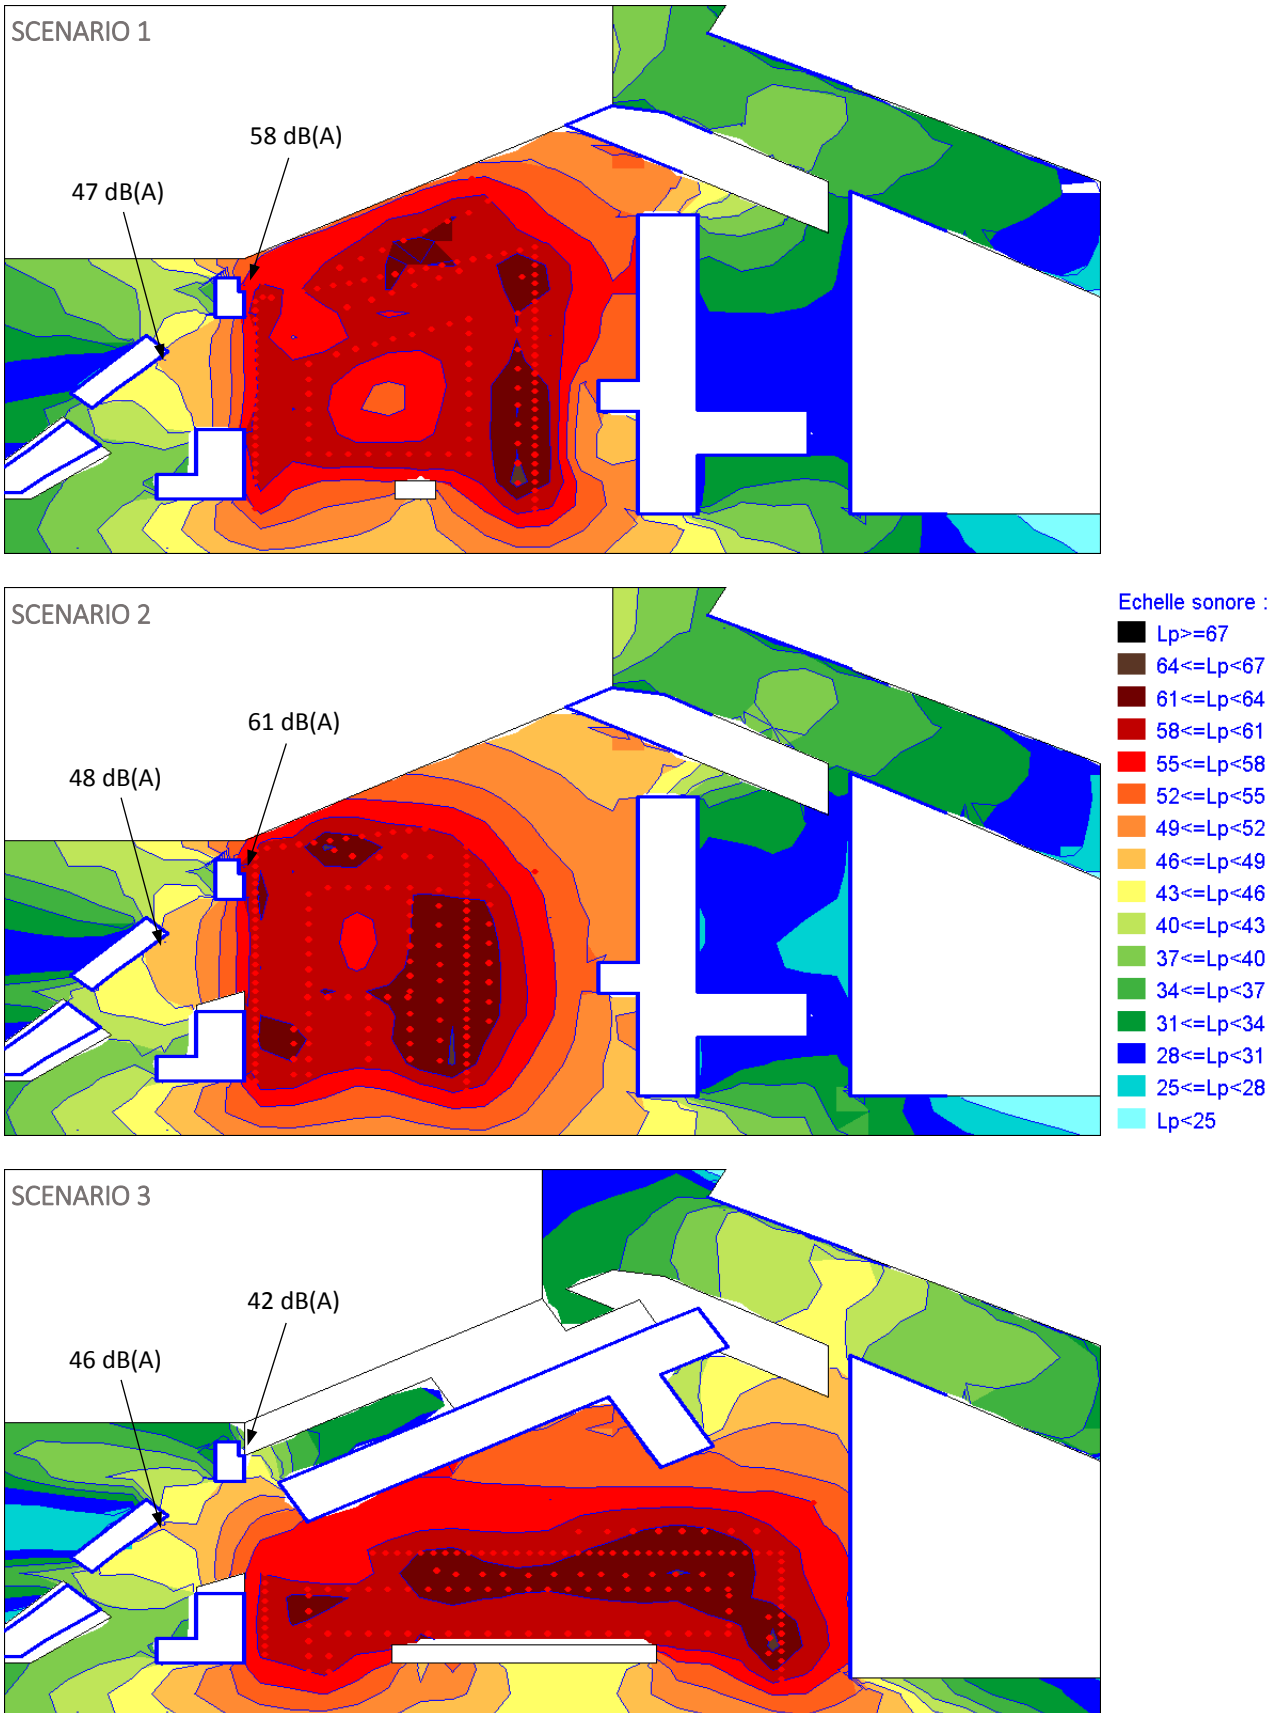 SCENARIO 1
58 dB(A)
47 dB(A)
SCENARIO 2
61 dB(A)
48 dB(A)
Echelle sonore :
Lp>=67
64<=Lp<67
61<=Lp<64
58<=Lp<61
55<=Lp<58
52<=Lp<55
49<=Lp<52
46<=Lp<49
43<=Lp<46
40<=Lp<43
37<=Lp<40
34<=Lp<37
31<=Lp<34
28<=Lp<31
25<=Lp<28
Lp<25
SCENARIO 3
42 dB(A)
46 dB(A)